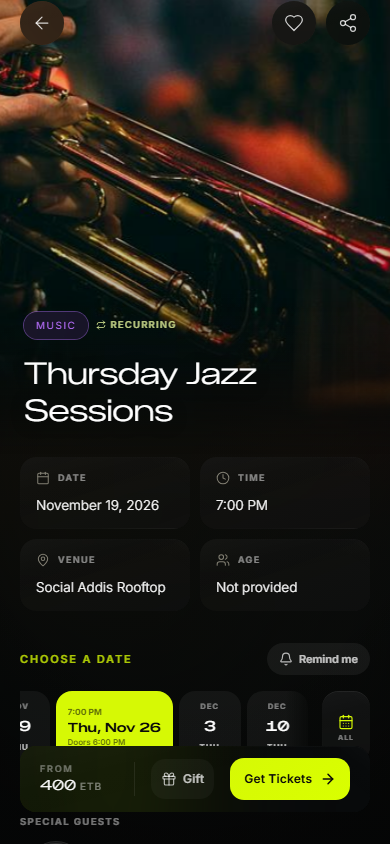 MUSIC
RECURRING
Thursday Jazz
Sessions
DATE
November 19, 2026
TIME
7:00 PM
VENUE
Social Addis Rooftop
AGE
Not provided
CHOOSE A DATE
Remind me
7:00 PM
Thu, Nov 26
Doors 6:00 PM
DEC
3
THU
DEC
10
THU
ALL
FROM
400 ETB
Gift
Get Tickets
SPECIAL GUESTS